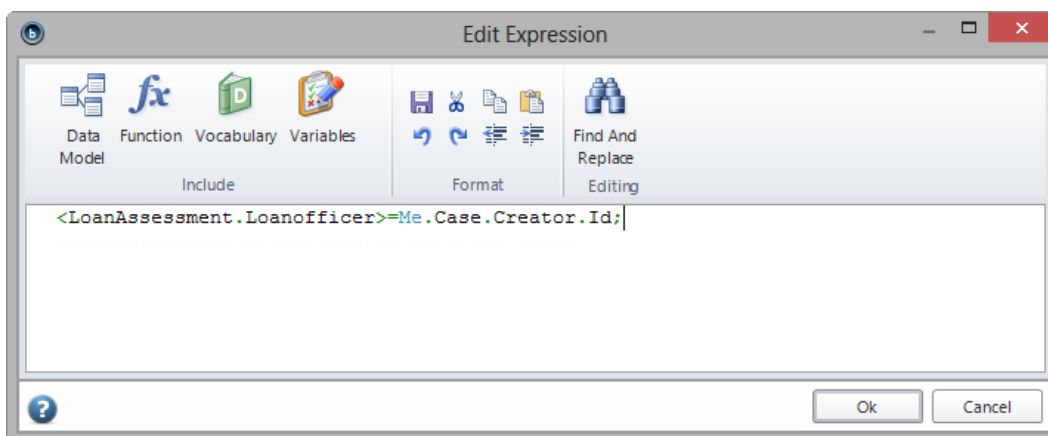 Edit Expression
Data Model
Function
Vocabulary
Variables
Find And Replace
Include
Format
Editing
<LoanAssessment.Loanofficer>=Me.Case.Creator.Id;
Ok
Cancel